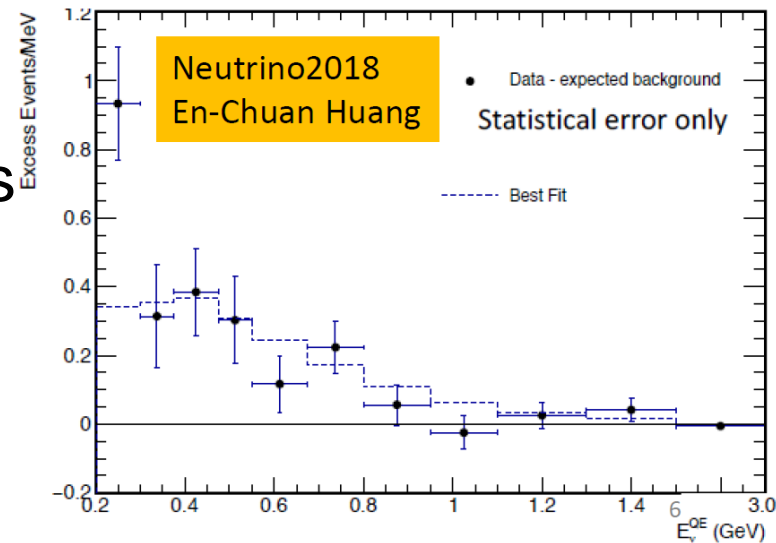 1.2
1
0.8
0.6
0.4
0.2
0
−0.2
Excess Events/MeV
s
Neutrino2018
En-Chuan Huang
Data - expected background
Statistical error only
Best Fit
0.2 0.4 0.6 0.8 1 1.2 1.4 6 3.0
E_ν^QE (GeV)